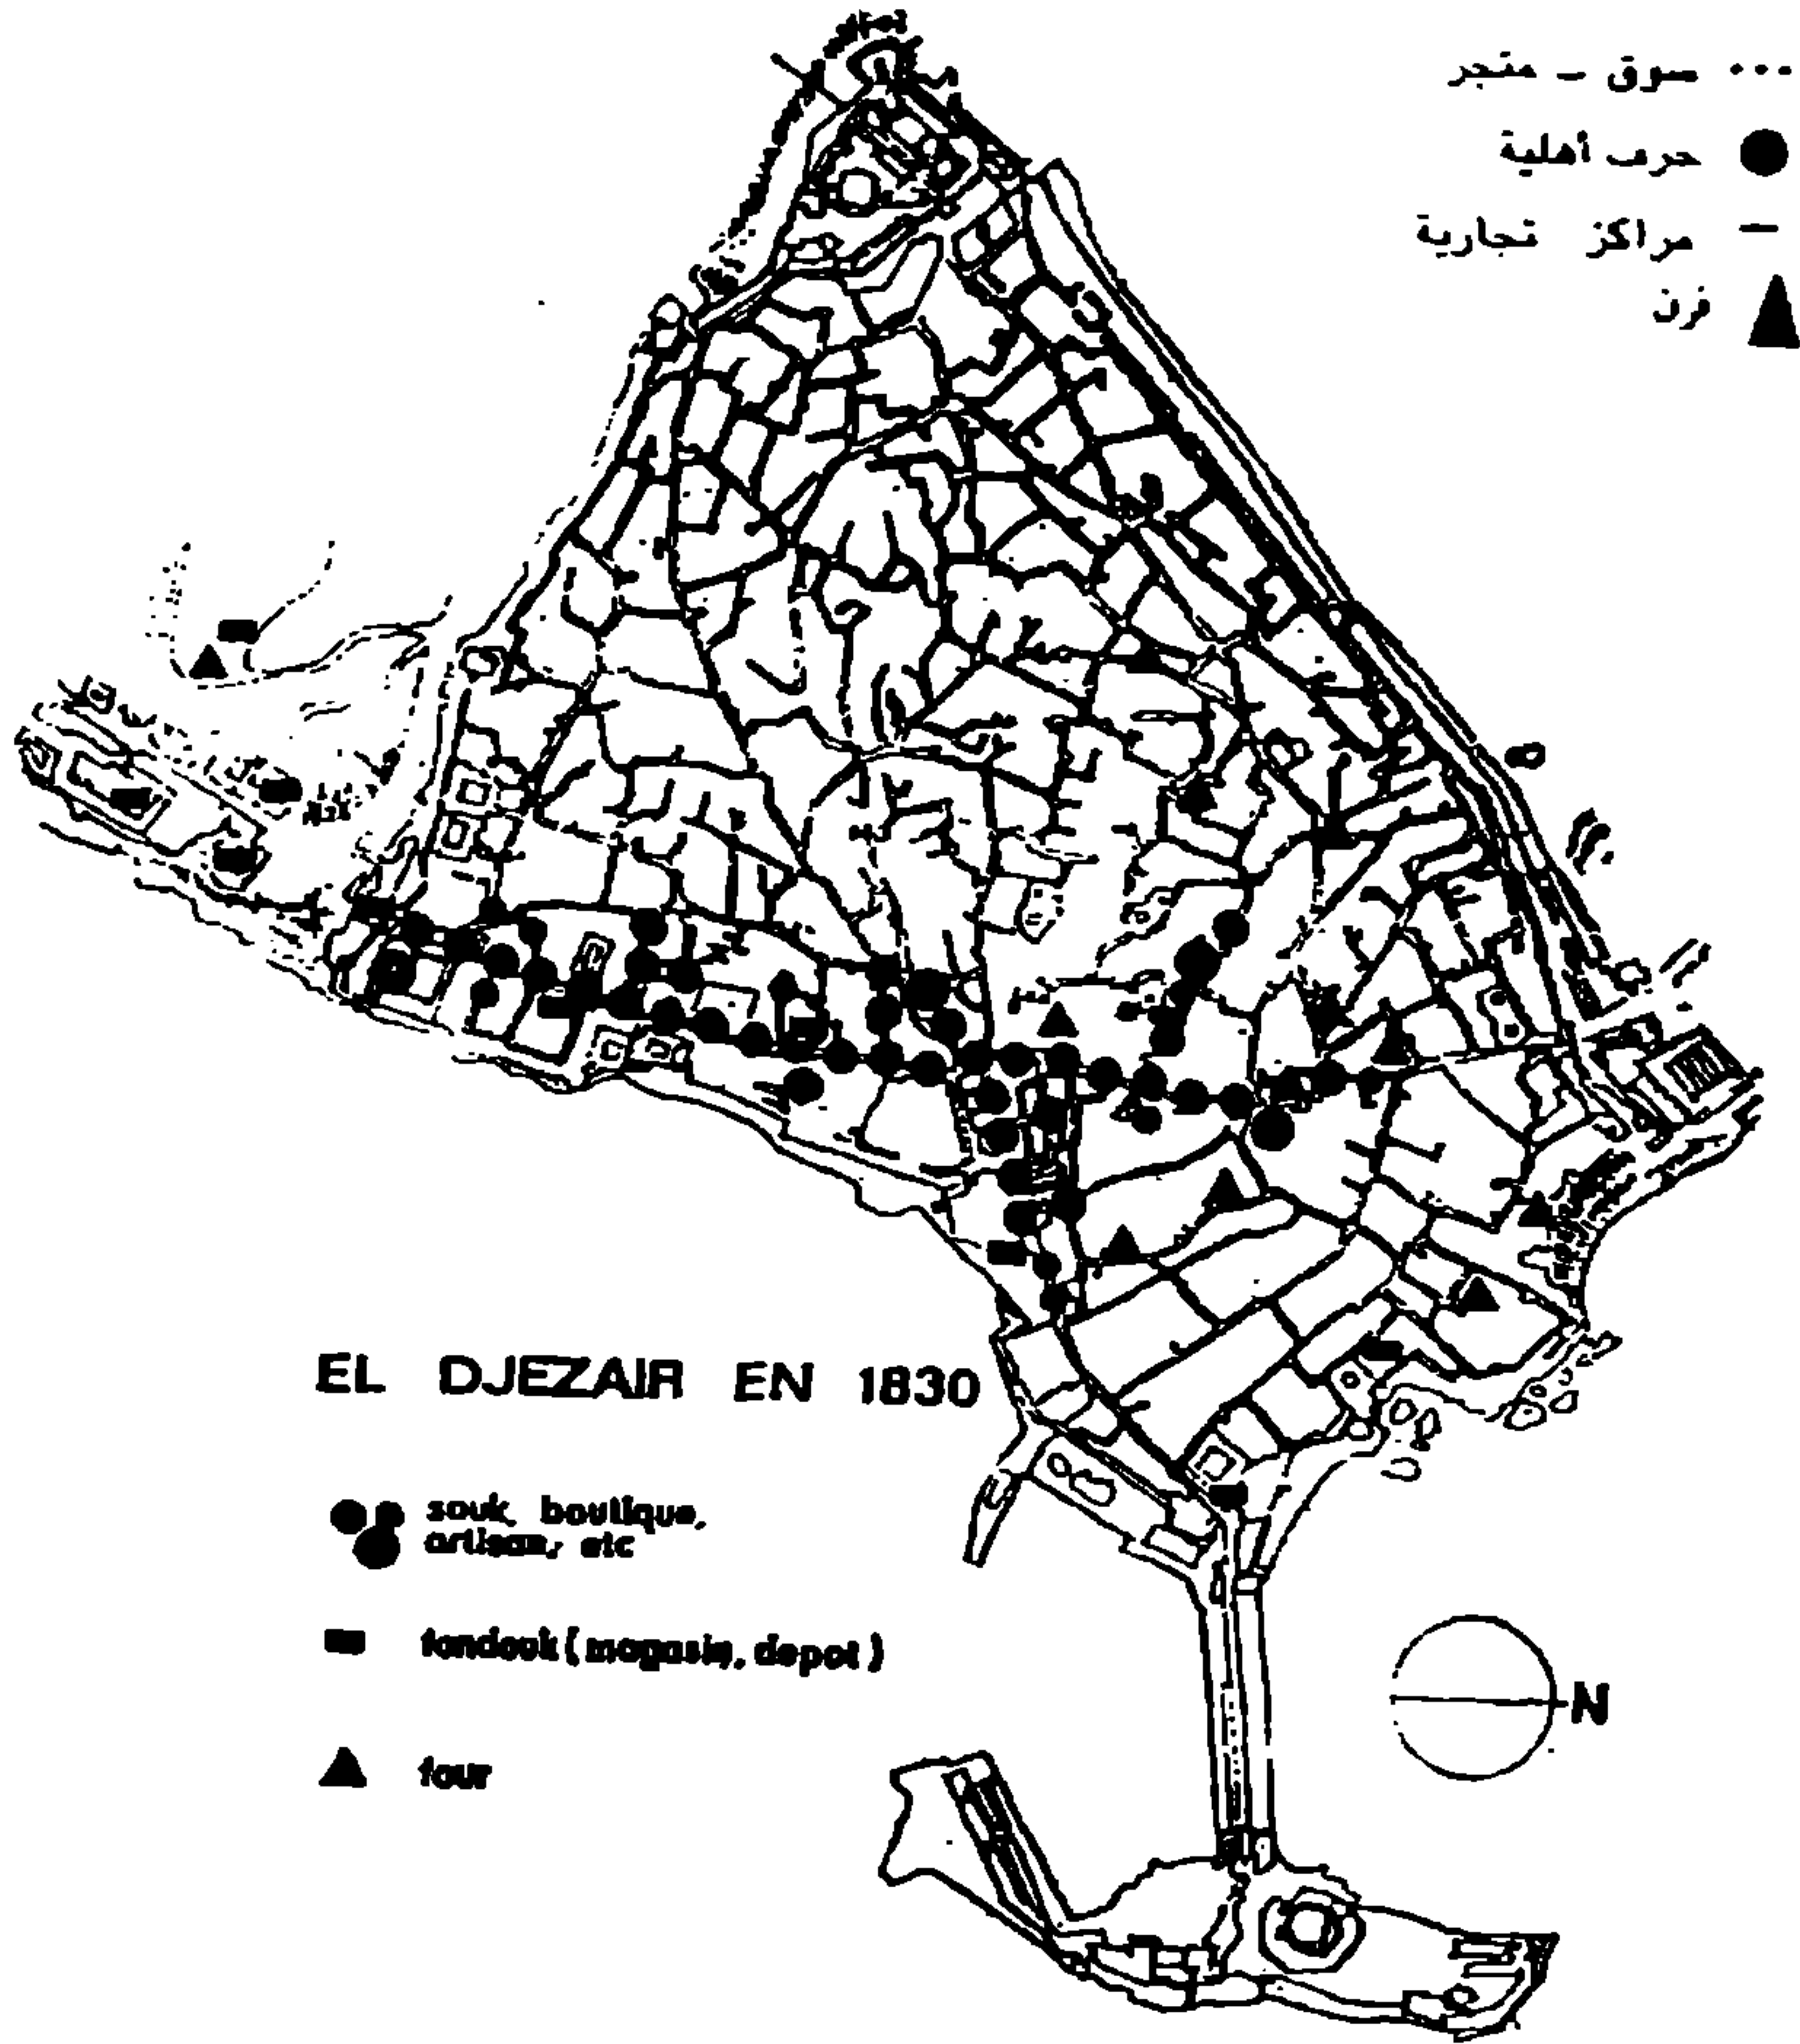 سوق – متجر
حرف أهلية
مراكز تجارية
فرن
EL DJEZAIR EN 1830
souk, boutique,
artisan, etc
fondouk (magasin, depot)
four
N